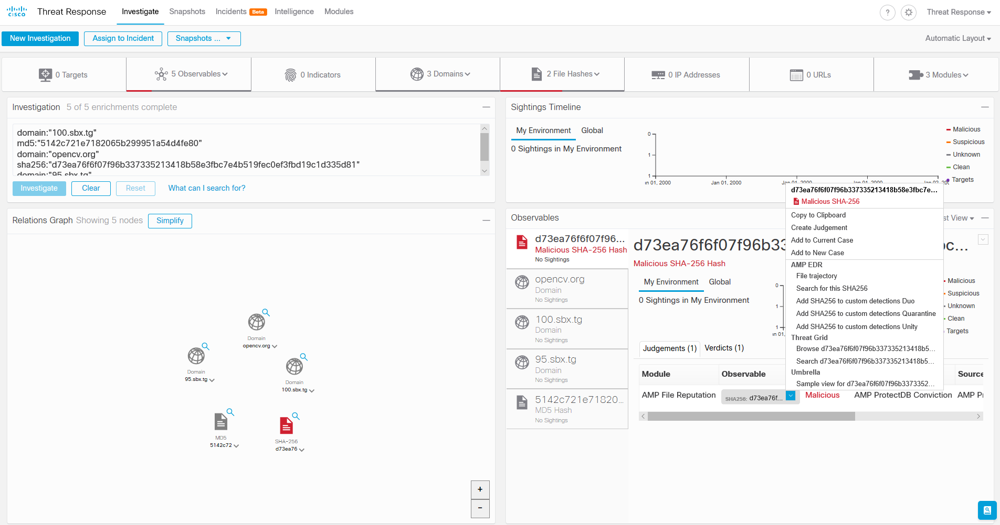 CISCO Threat Response Investigate Snapshots Incidents Beta Intelligence Modules ? Threat Response
New Investigation Assign to Incident Snapshots ... Automatic Layout
0 Targets 5 Observables 0 Indicators 3 Domains 2 File Hashes 0 IP Addresses 0 URLs 3 Modules
Investigation 5 of 5 enrichments complete
domain:"100.sbx.tg"
md5:"5142c721e7182065b299951a54d4fe80"
domain:"opencv.org"
sha256:"d73ea76f6f07f96b337335213418b58e3fbc7e4b519fec0ef3fbd19c1d335d81"
domain:"95.sbx.tg"
Investigate Clear Reset What can I search for?
Sightings Timeline
My Environment Global
0 Sightings in My Environment
0
1
1
an 01, 2000 Jan 01, 2000 Jan 01, 2000 Jan 01, 2000 Jan 02, 200
Malicious
Suspicious
Unknown
Clean
Targets
Relations Graph Showing 5 nodes Simplify
Domain
opencv.org
Domain
95.sbx.tg
Domain
100.sbx.tg
MD5
5142c72
SHA-256
d73ea76
+
−
Observables st View
d73ea76f6f07f96...
Malicious SHA-256 Hash
No Sightings
opencv.org
Domain
No Sightings
100.sbx.tg
Domain
No Sightings
95.sbx.tg
Domain
No Sightings
5142c721e71820...
MD5 Hash
No Sightings
d73ea76f6f07f96b33 bc...
Malicious SHA-256 Hash
My Environment Global
0 Sightings in My Environment
0
1
1
an 01,
Malicious
Suspicious
Unknown
Clean
Targets
d73ea76f6f07f96b337335213418b58e3fbc7e...
Malicious SHA-256
Copy to Clipboard
Create Judgement
Add to Current Case
Add to New Case
AMP EDR
File trajectory
Search for this SHA256
Add SHA256 to custom detections Duo
Add SHA256 to custom detections Quarantine
Add SHA256 to custom detections Unity
Threat Grid
Browse d73ea76f6f07f96b337335213418b5...
Search d73ea76f6f07f96b337335213418b5...
Umbrella
Sample view for d73ea76f6f07f96b3373352...
Judgements (1) Verdicts (1)
Module Observable Source
AMP File Reputation SHA256: d73ea76f... Malicious AMP ProtectDB Conviction AMP P